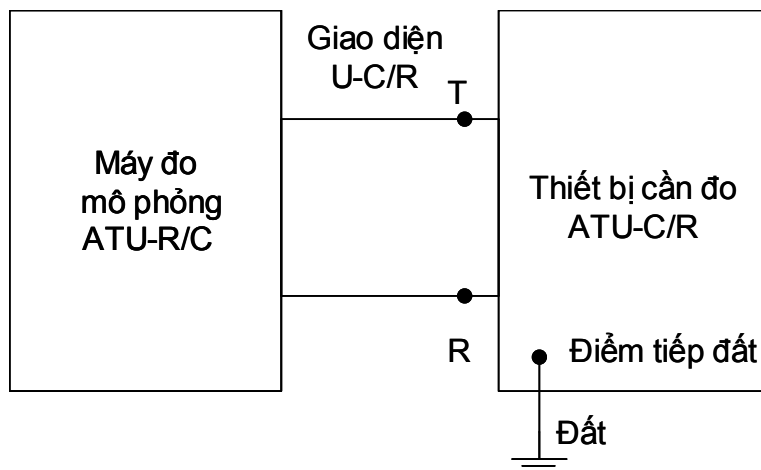 Giao diện
U-C/R
T
Máy đo
mô phỏng
ATU-R/C
Thiết bị cần đo
ATU-C/R
R
Điểm tiếp đất
Đất